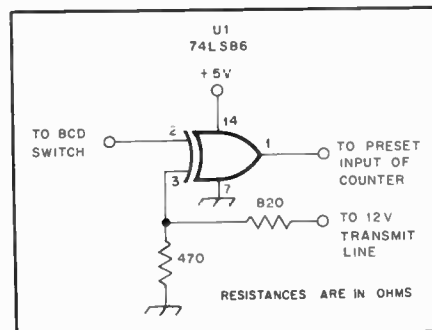 U1
74LS86
+5V
14
TO BCD
SWITCH
2
3
1
7
TO PRESET
INPUT OF
COUNTER
820
TO 12V
TRANSMIT
LINE
470
RESISTANCES ARE IN OHMS